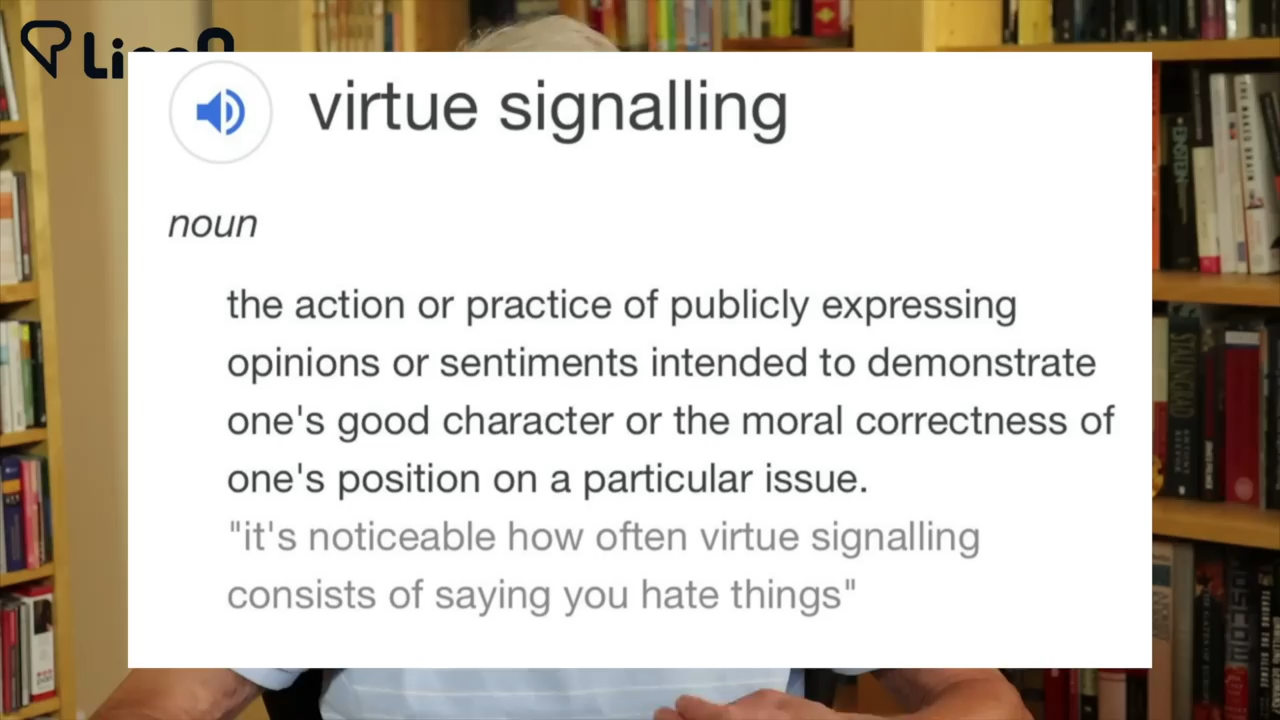 virtue signalling
noun
the action or practice of publicly expressing
opinions or sentiments intended to demonstrate
one's good character or the moral correctness of
one's position on a particular issue.
"it's noticeable how often virtue signalling
consists of saying you hate things"
EINSTEIN
STALINGRAD